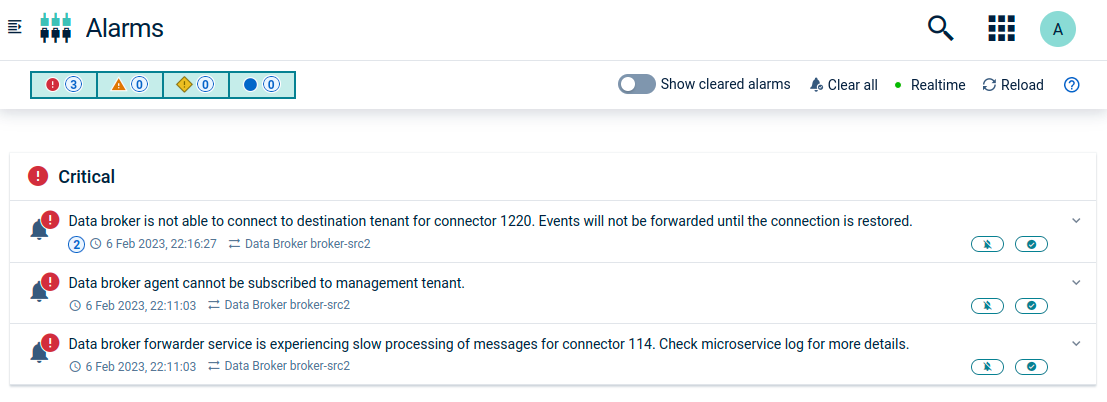 Alarms
A
3 0 0 0 Show cleared alarms Clear all Realtime Reload ?
Critical
Data broker is not able to connect to destination tenant for connector 1220. Events will not be forwarded until the connection is restored.
2 6 Feb 2023, 22:16:27 Data Broker broker-src2
Data broker agent cannot be subscribed to management tenant.
6 Feb 2023, 22:11:03 Data Broker broker-src2
Data broker forwarder service is experiencing slow processing of messages for connector 114. Check microservice log for more details.
6 Feb 2023, 22:11:03 Data Broker broker-src2